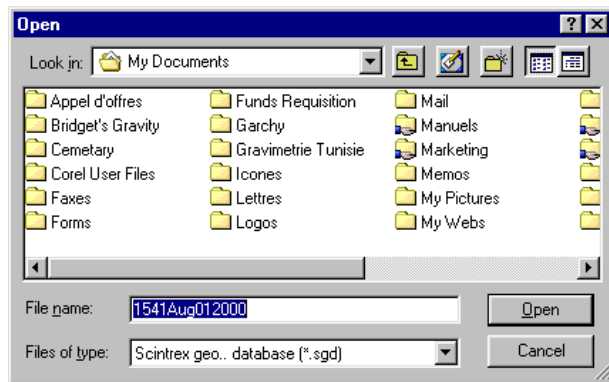 Open
Look in: My Documents
Appel d'offres Funds Requisition Mail
Bridget's Gravity Garchy Manuels
Cemetary Gravimetrie Tunisie Marketing
Corel User Files Icones Memos
Faxes Lettres My Pictures
Forms Logos My Webs
File name: 1541Aug012000 Open
Files of type: Scintrex geo.. database (*.sgd) Cancel